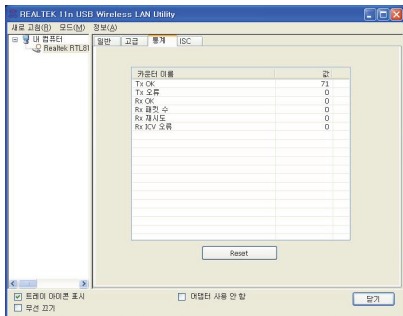 REALTEK 11n USB Wireless LAN Utility
새로 고침(R) 모드(M) 정보(A)
내 컴퓨터
Realtek RTL81
일반 고급 통계 ISC
카운터 이름 값
Tx OK 71
Tx 오류 0
Rx OK 0
Rx 패킷 수 0
Rx 재시도 0
Rx ICV 오류 0
Reset
트레이 아이콘 표시
어댑터 사용 안 함
닫기
무선 끄기